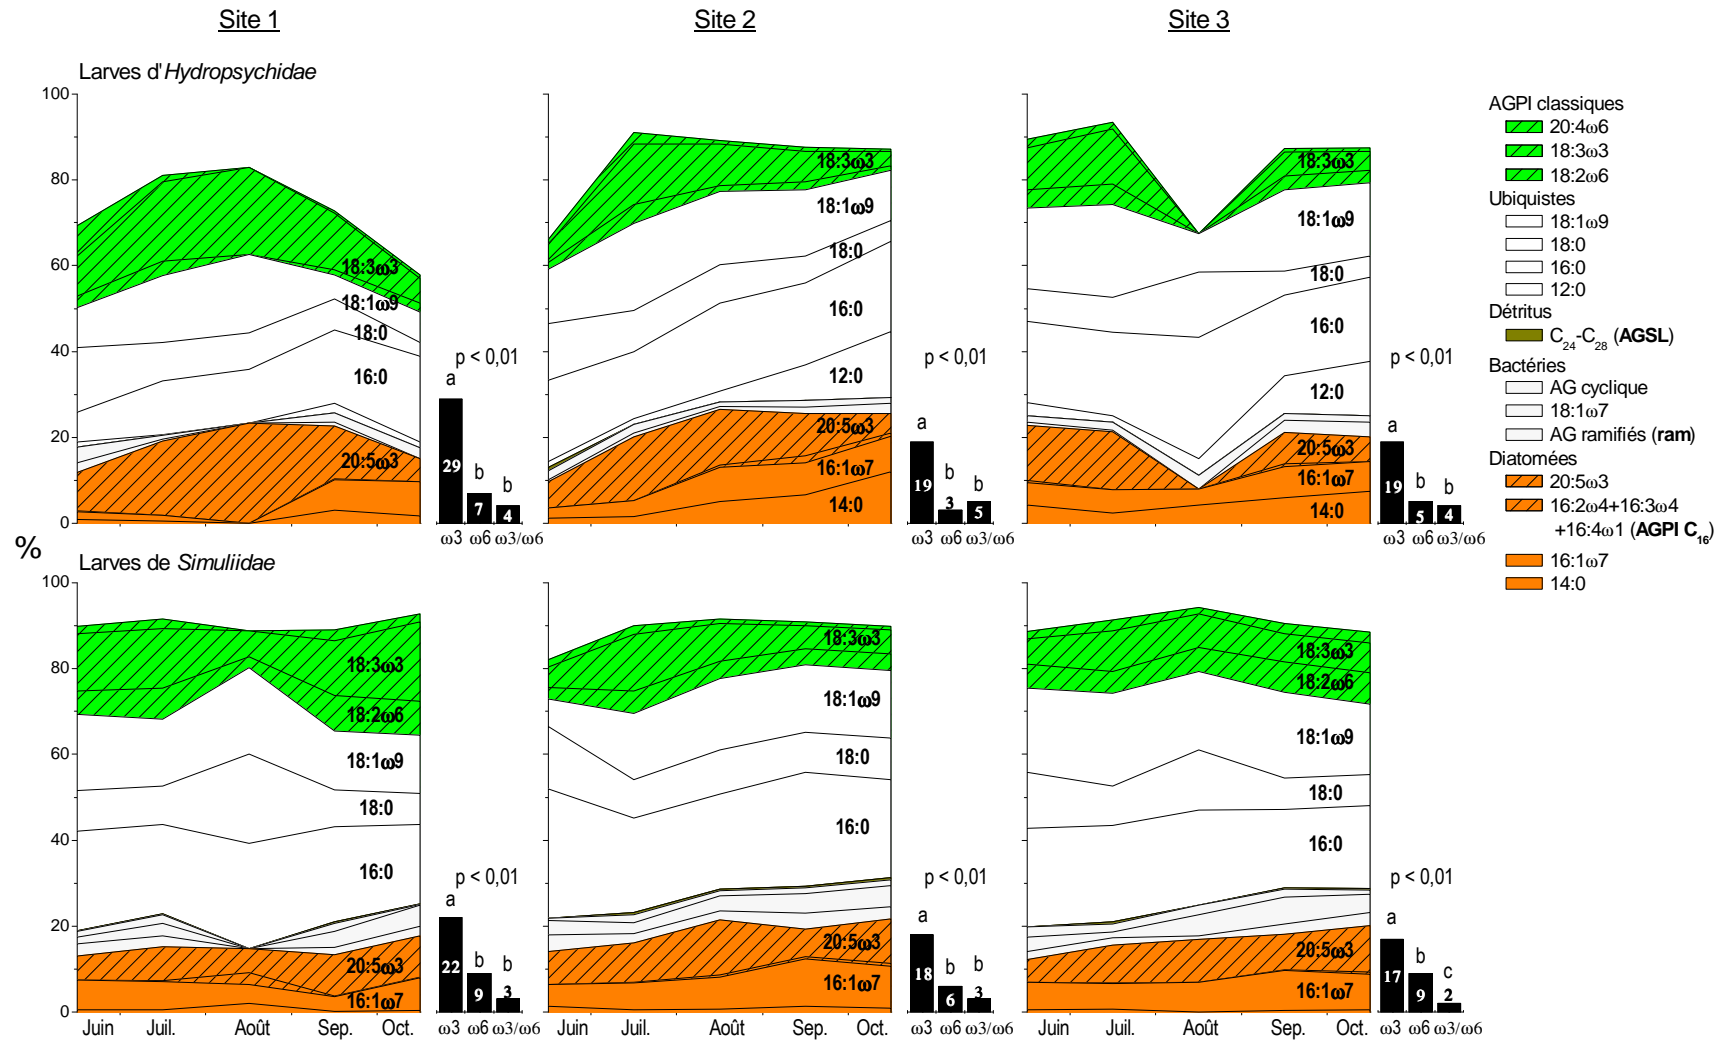 Site 1
Site 2
Site 3
Larves d'Hydropsychidae
100
80
60
40
20
0
18:3ω3
18:1ω9
18:0
16:0
20:5ω3
p < 0,01
a
b
b
29
7
4
ω3 ω6 ω3/ω6
18:3ω3
18:1ω9
18:0
16:0
12:0
20:5ω3
16:1ω7
14:0
p < 0,01
a
b
b
19
3
5
ω3 ω6 ω3/ω6
18:3ω3
18:1ω9
18:0
16:0
12:0
20:5ω3
16:1ω7
14:0
p < 0,01
a
b
b
19
5
4
ω3 ω6 ω3/ω6
AGPI classiques
20:4ω6
18:3ω3
18:2ω6
Ubiquistes
18:1ω9
18:0
16:0
12:0
Détritus
C24-C28 (AGSL)
Bactéries
AG cyclique
18:1ω7
AG ramifiés (ram)
Diatomées
20:5ω3
16:2ω4+16:3ω4
+16:4ω1 (AGPI C16)
16:1ω7
14:0
%
Larves de Simuliidae
100
80
60
40
20
0
18:3ω3
18:2ω6
18:1ω9
18:0
16:0
20:5ω3
16:1ω7
Juin Juil. Août Sep. Oct.
p < 0,01
a
b
b
22
9
3
ω3 ω6 ω3/ω6
18:3ω3
18:1ω9
18:0
16:0
20:5ω3
16:1ω7
Juin Juil. Août Sep. Oct.
p < 0,01
a
b
b
18
6
3
ω3 ω6 ω3/ω6
18:3ω3
18:2ω6
18:1ω9
18:0
16:0
20:5ω3
16:1ω7
Juin Juil. Août Sep. Oct.
p < 0,01
a
b
c
17
9
2
ω3 ω6 ω3/ω6